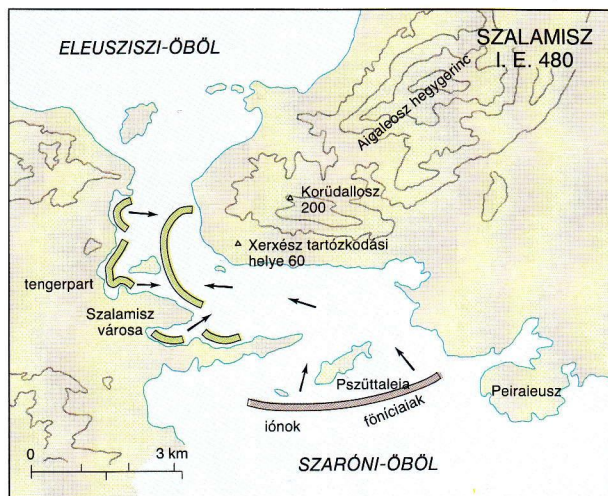 ELEUSZISZI-ÖBÖL
SZALAMISZ
I. E. 480
Aigaleosz hegygerinc
Korüdallosz
200
Xerxész tartózkodási
helye 60
tengerpart
Szalamisz
városa
Pszüttaleia
Peiraieusz
iónok
föníciaiak
0 3 km
SZARÓNI-ÖBÖL